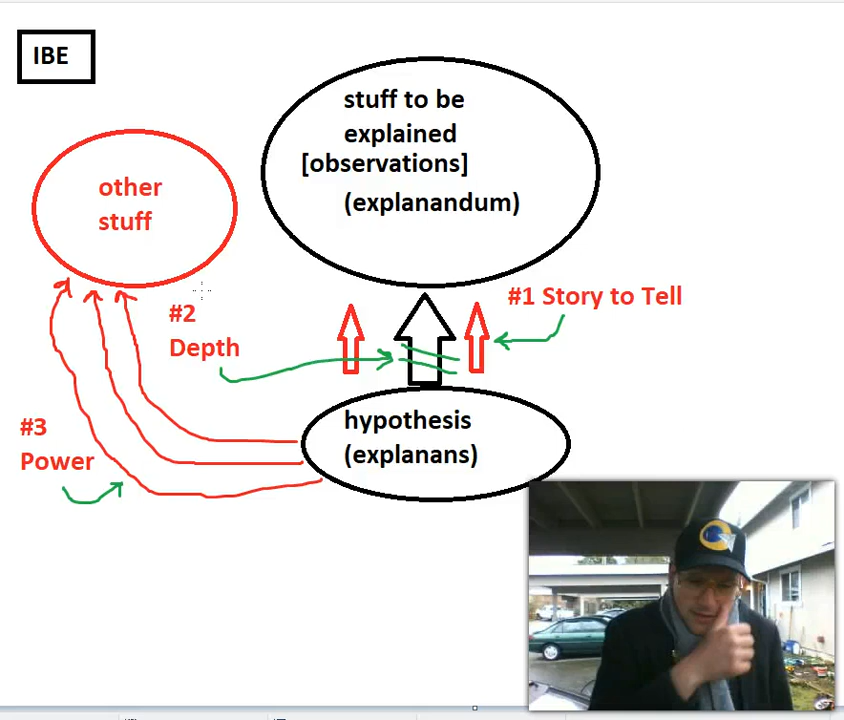 IBE
stuff to be
explained
[observations]
(explanandum)
other
stuff
#1 Story to Tell
#2
Depth
hypothesis
(explanans)
#3
Power